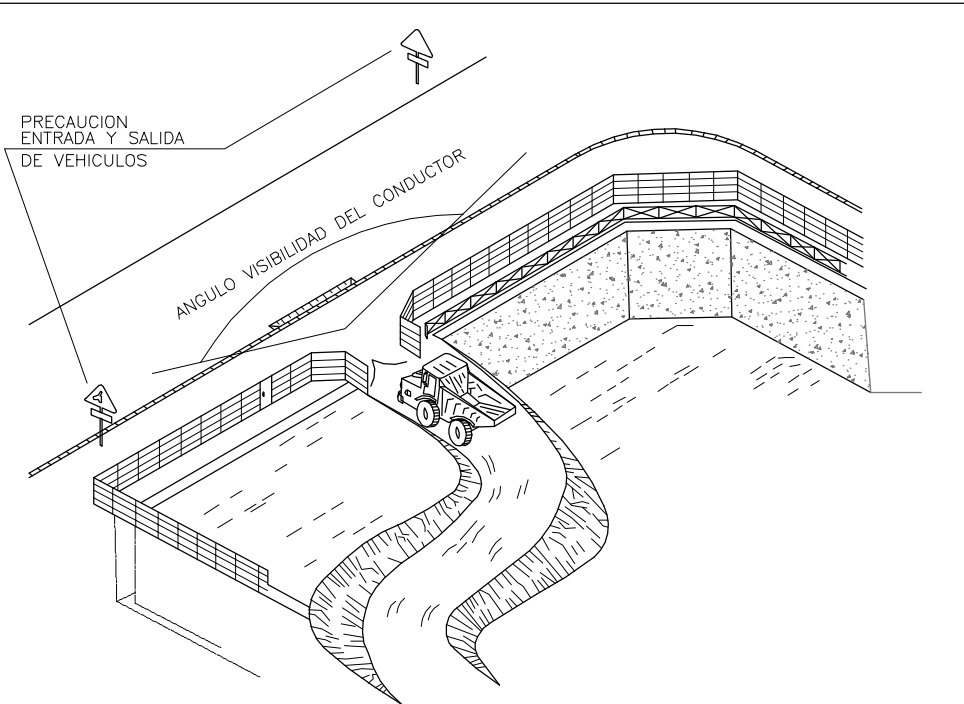 PRECAUCION
ENTRADA Y SALIDA
DE VEHICULOS
ANGULO VISIBILIDAD DEL CONDUCTOR